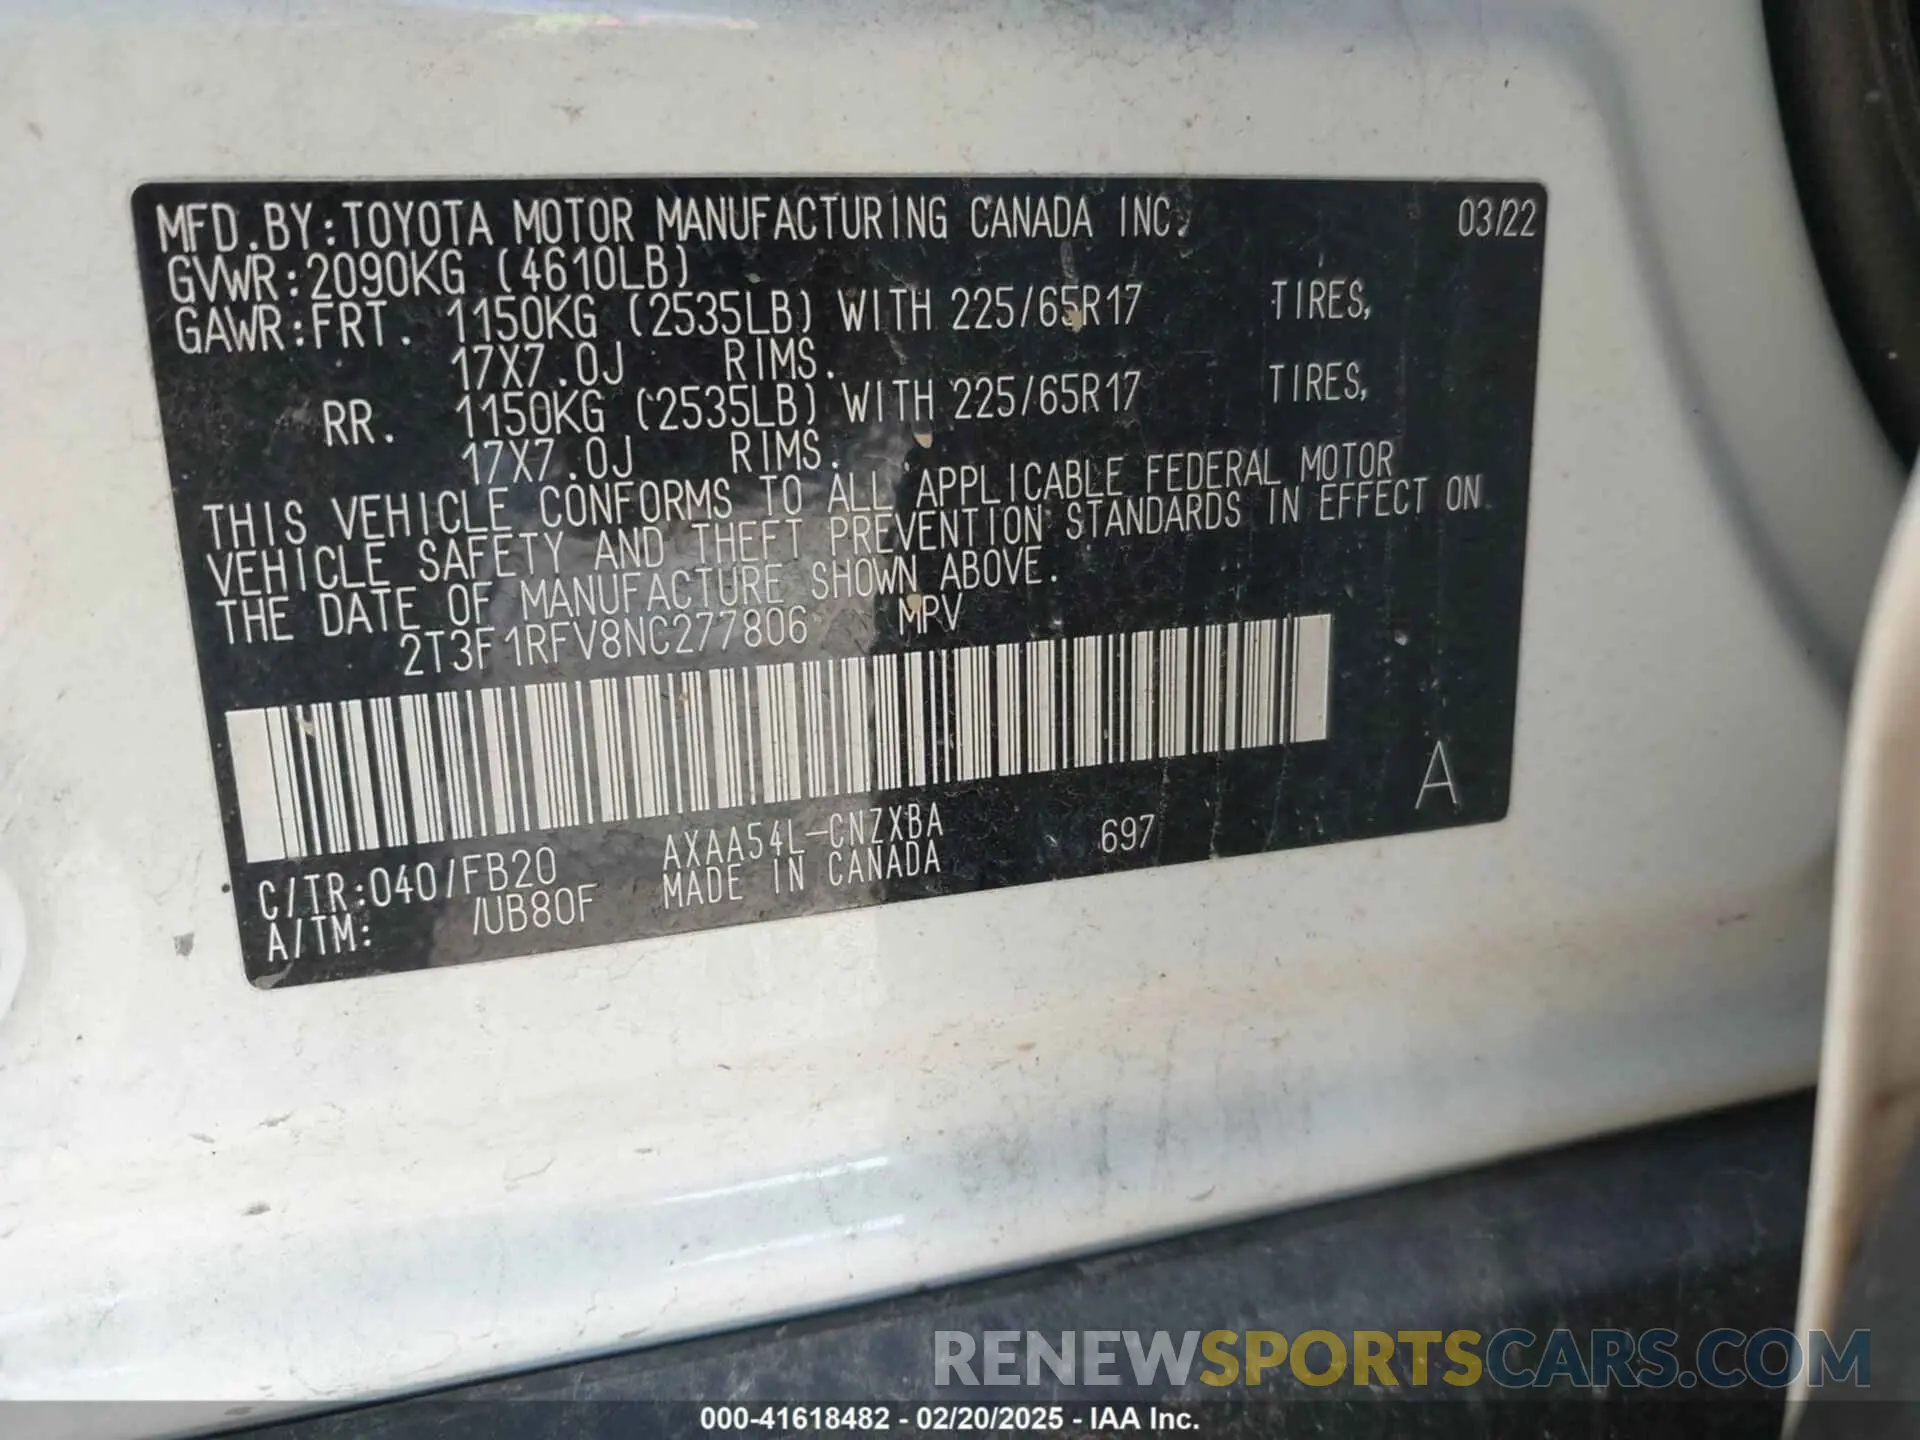 MFD.BY:TOYOTA MOTOR MANUFACTURING CANADA INC. 03/22
GVWR:2090KG (4610LB)
GAWR:FRT. 1150KG (2535LB) WITH 225/65R17 TIRES,
17X7.0J RIMS.
RR. 1150KG (2535LB) WITH 225/65R17 TIRES,
17X7.0J RIMS.
THIS VEHICLE CONFORMS TO ALL APPLICABLE FEDERAL MOTOR
VEHICLE SAFETY AND THEFT PREVENTION STANDARDS IN EFFECT ON
THE DATE OF MANUFACTURE SHOWN ABOVE.
2T3F1RFV8NC277806 MPV
A
C/TR:040/FB20 AXAA54L-CNZXBA 697
A/TM: /UB80F MADE IN CANADA
RENEWSPORTSCARS.COM
000-41618482 - 02/20/2025 - IAA Inc.